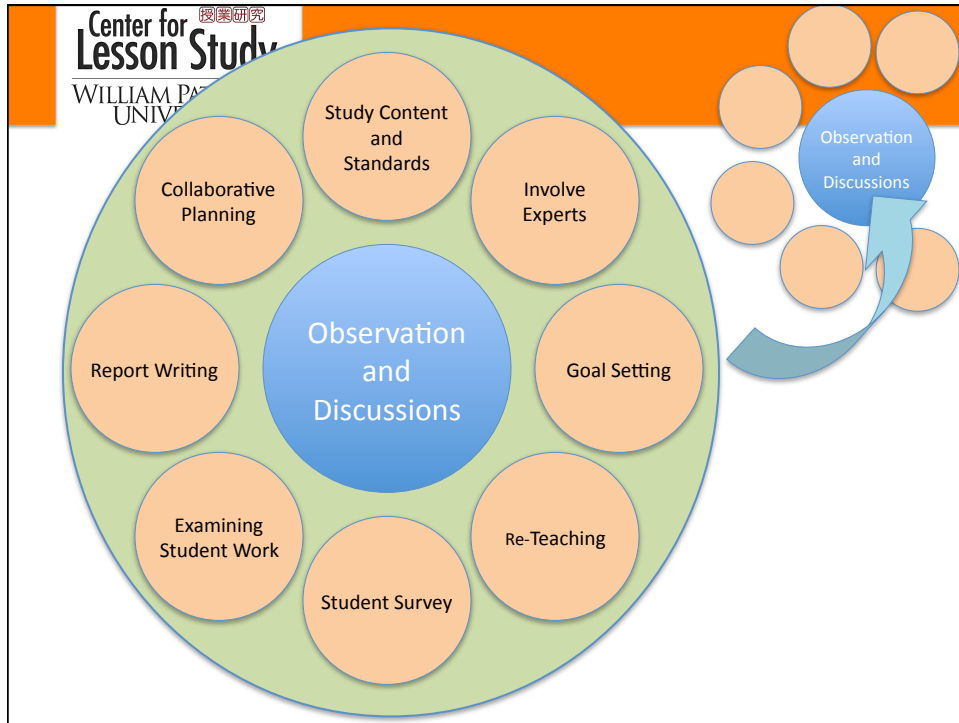 Center for 授業研究
Lesson Study
WILLIAM PAT
UNIVER
Study Content
and
Standards
Involve
Experts
Goal Setting
Re-Teaching
Student Survey
Examining
Student Work
Report Writing
Collaborative
Planning
Observation
and
Discussions
Observation
and
Discussions